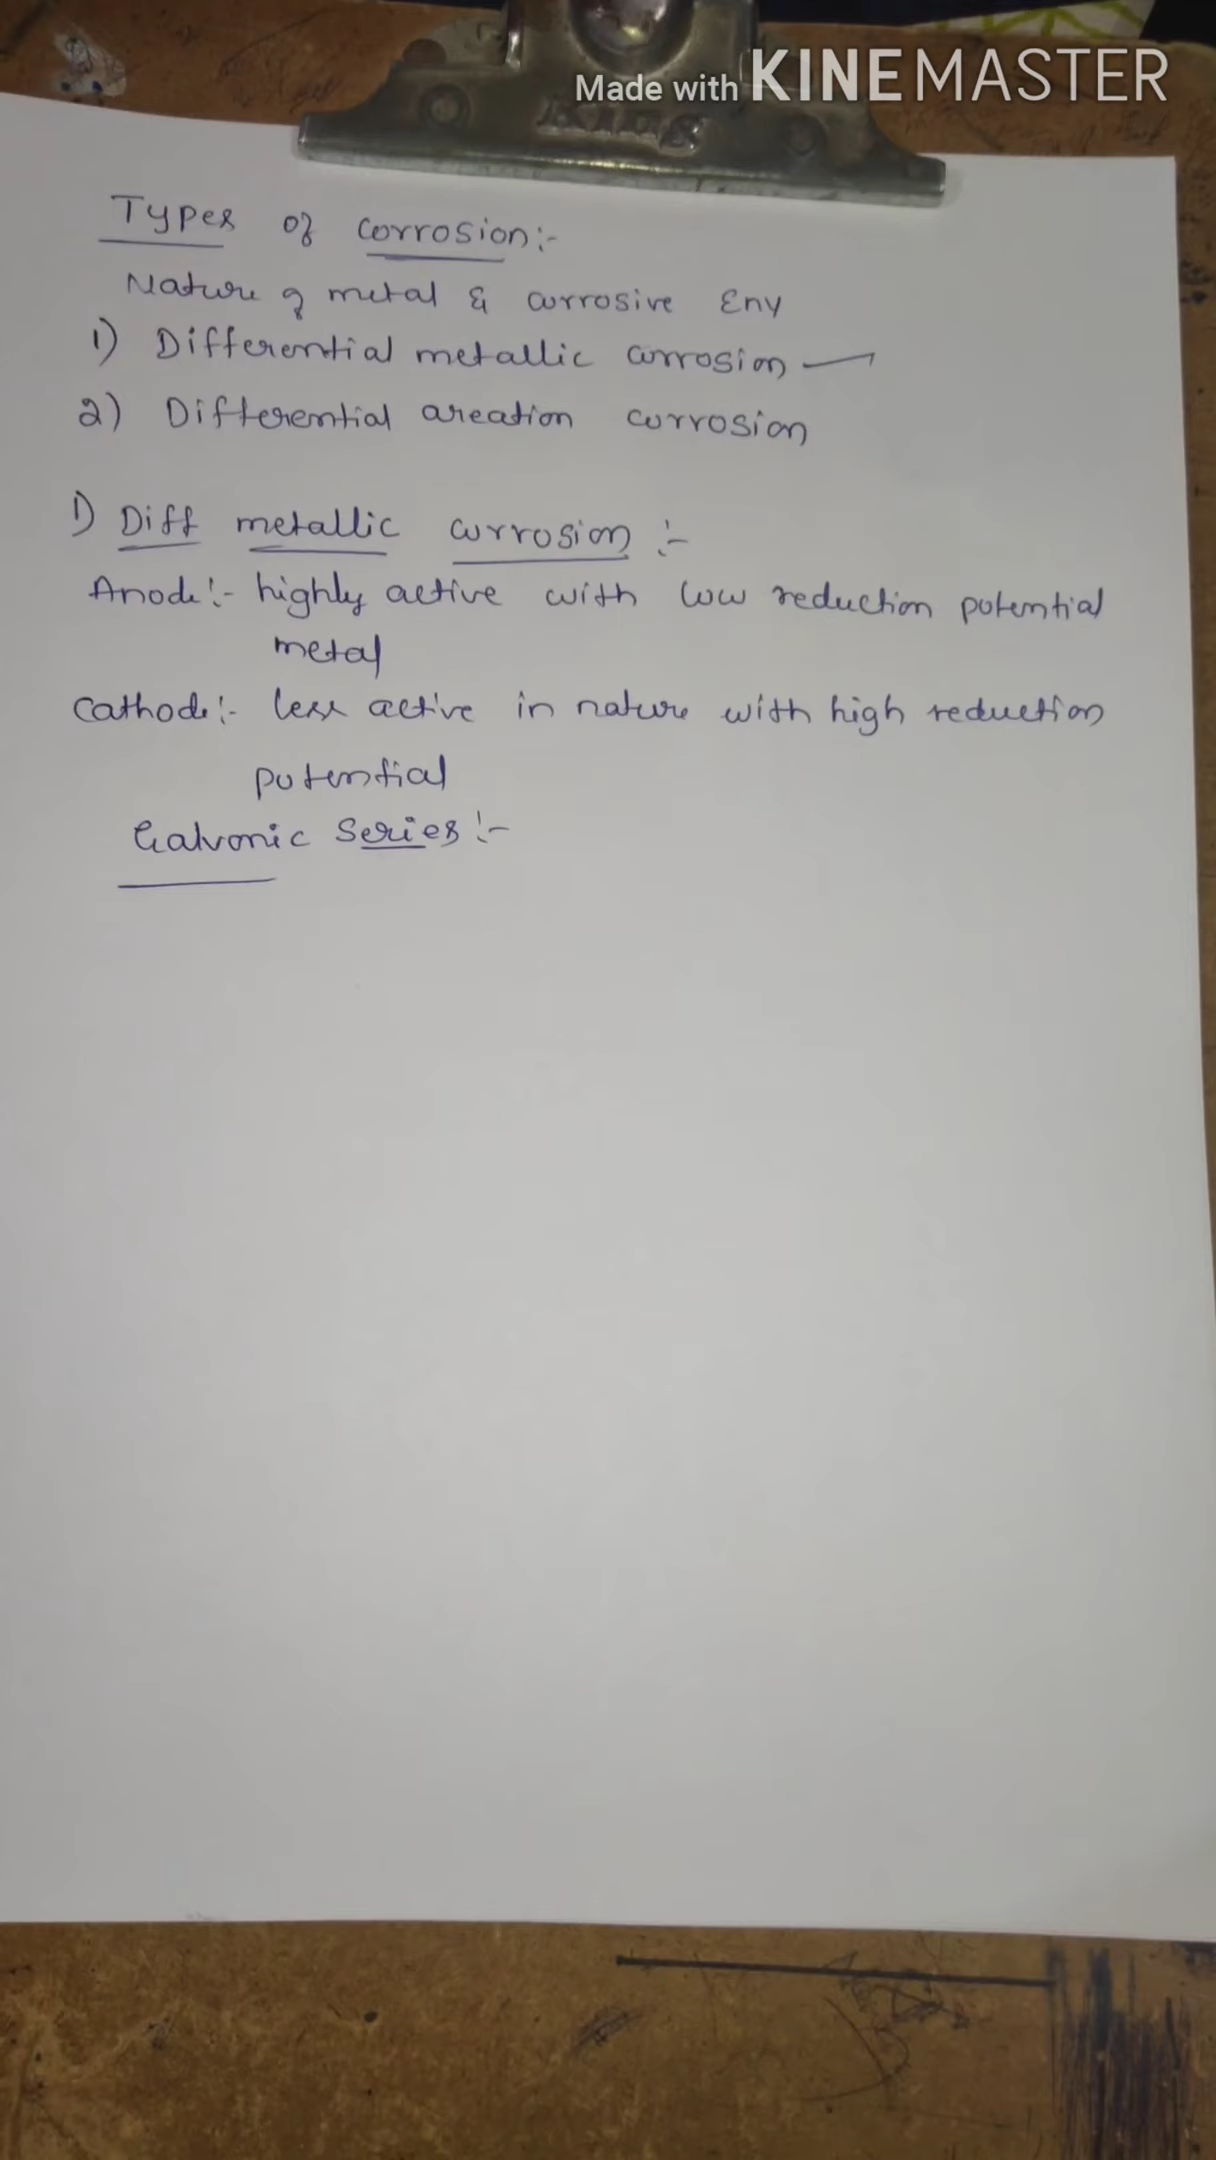 Made with KINEMASTER
KING
Types of corrosion:-
Nature of metal & corrosive Env
1) Differential metallic corrosion
2) Differential areation corrosion
1) Diff metallic corrosion :-
Anode:- highly active with low reduction potential
metal
Cathode:- less active in nature with high reduction
potential
Galvonic Series:-